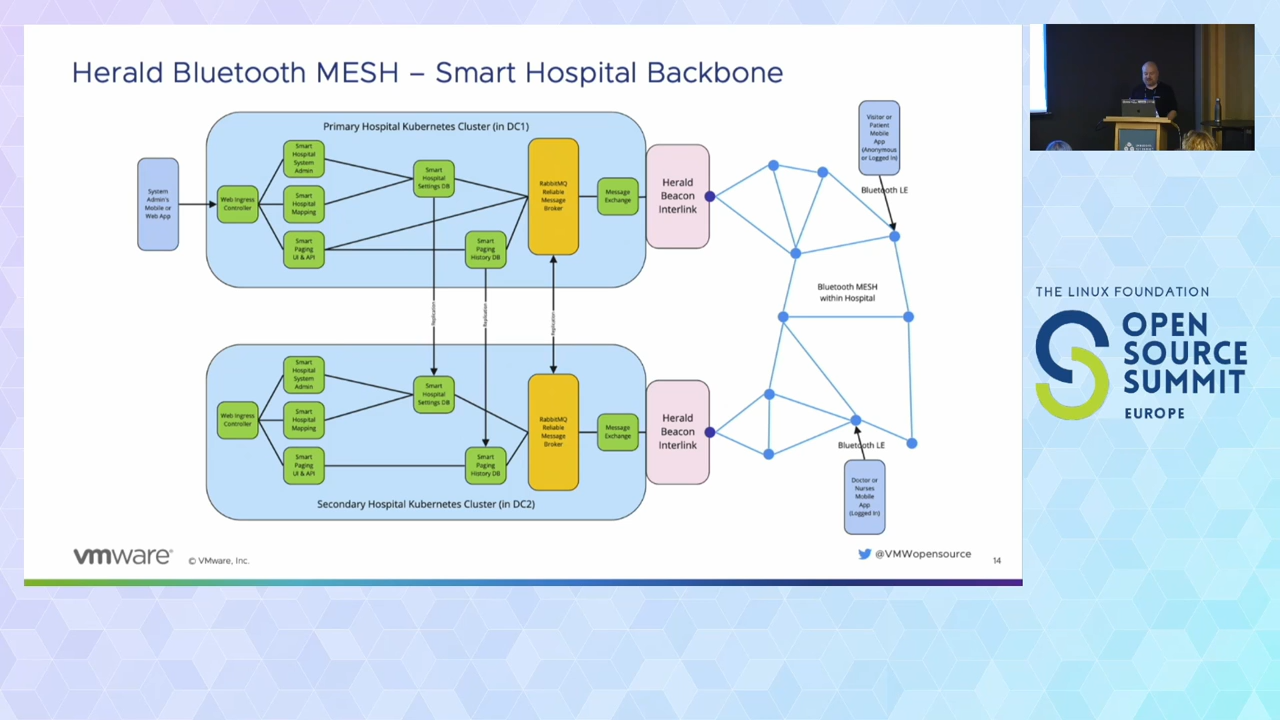 Herald Bluetooth MESH – Smart Hospital Backbone
Primary Hospital Kubernetes Cluster (in DC1)
System
Admin's
Mobile or
Web App
Web Ingress
Controller
Smart
Hospital
System
Admin
Smart
Hospital
Mapping
Smart
Paging
UI & API
Smart
Hospital
Settings DB
Smart
Paging
History DB
RabbitMQ
Reliable
Message
Broker
Message
Exchange
Herald
Beacon
Interlink
Visitor or
Patient
Mobile
App
(Anonymous
or Logged In)
Bluetooth LE
Bluetooth MESH
within Hospital
Replication
Replication
Replication
Web Ingress
Controller
Smart
Hospital
System
Admin
Smart
Hospital
Mapping
Smart
Paging
UI & API
Smart
Hospital
Settings DB
Smart
Paging
History DB
RabbitMQ
Reliable
Message
Broker
Message
Exchange
Herald
Beacon
Interlink
Bluetooth LE
Doctor or
Nurses
Mobile
App
(Logged In)
Secondary Hospital Kubernetes Cluster (in DC2)
vmware®
© VMware, Inc.
@VMWopensource
14
THE LINUX FOUNDATION
OPEN
SOURCE
SUMMIT
EUROPE